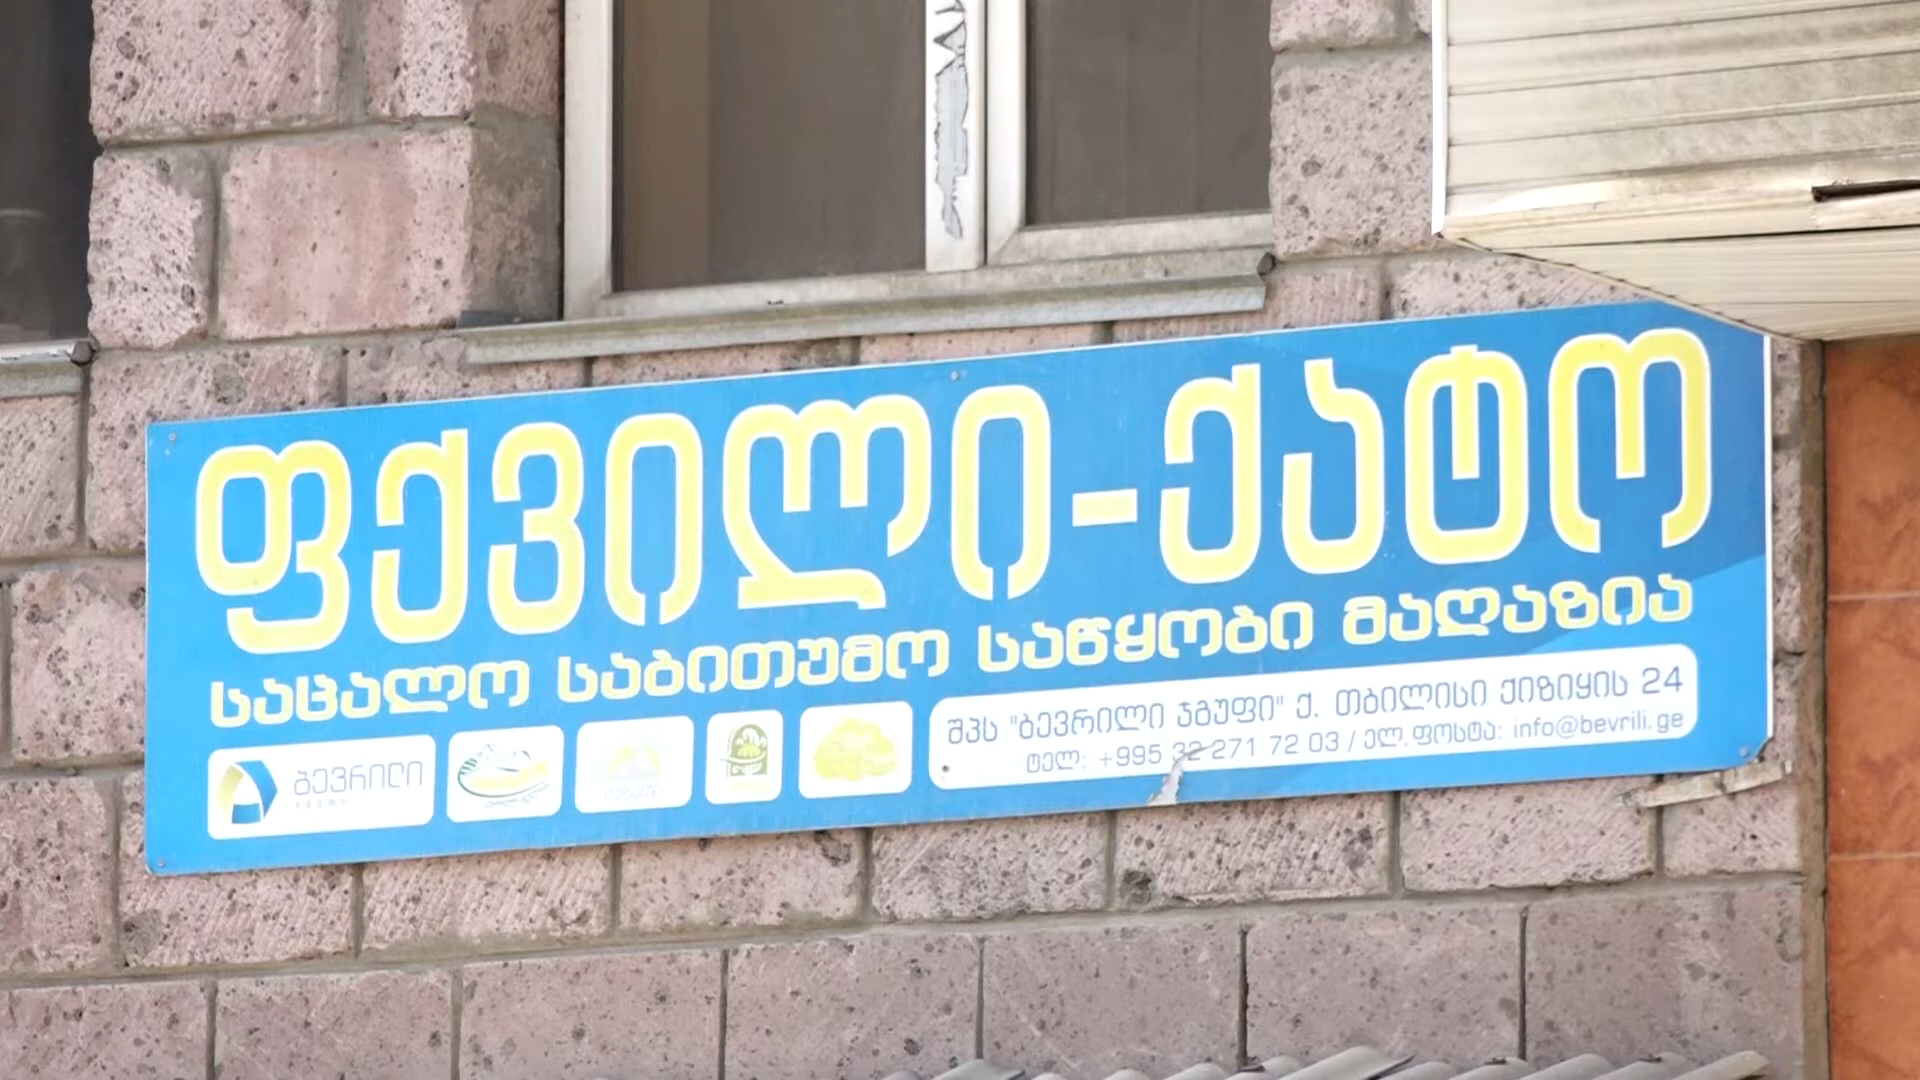 ფქვილი-ქატო
საცალო საბითუმო საწყობი მაღაზია
ბევრილი
შპს "ბევრილი ჯგუფი" ქ. თბილისი ქიზიყის 24
ტელ: +995 32 271 72 03 / ელ.ფოსტა: info@bevrili.ge